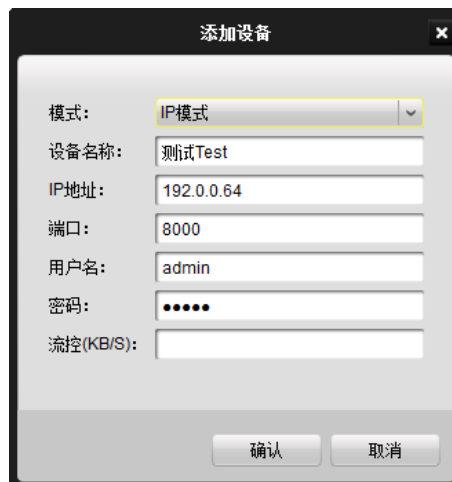 添加设备
模式： IP模式
设备名称： 测试Test
IP地址： 192.0.0.64
端口： 8000
用户名： admin
密码： •••••
流控(KB/S)：
确认 取消